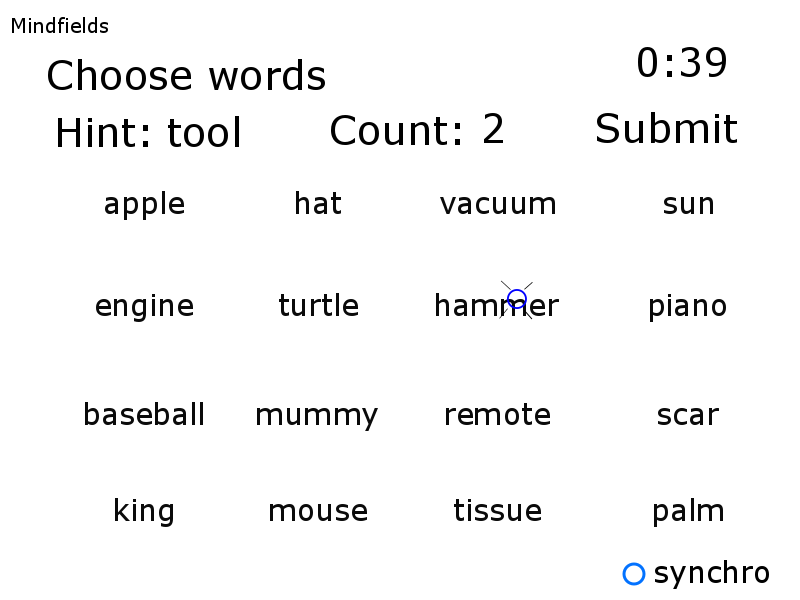 Mindfields
Choose words 0:39
Hint: tool Count: 2 Submit
apple hat vacuum sun
engine turtle hammer piano
baseball mummy remote scar
king mouse tissue palm
synchro